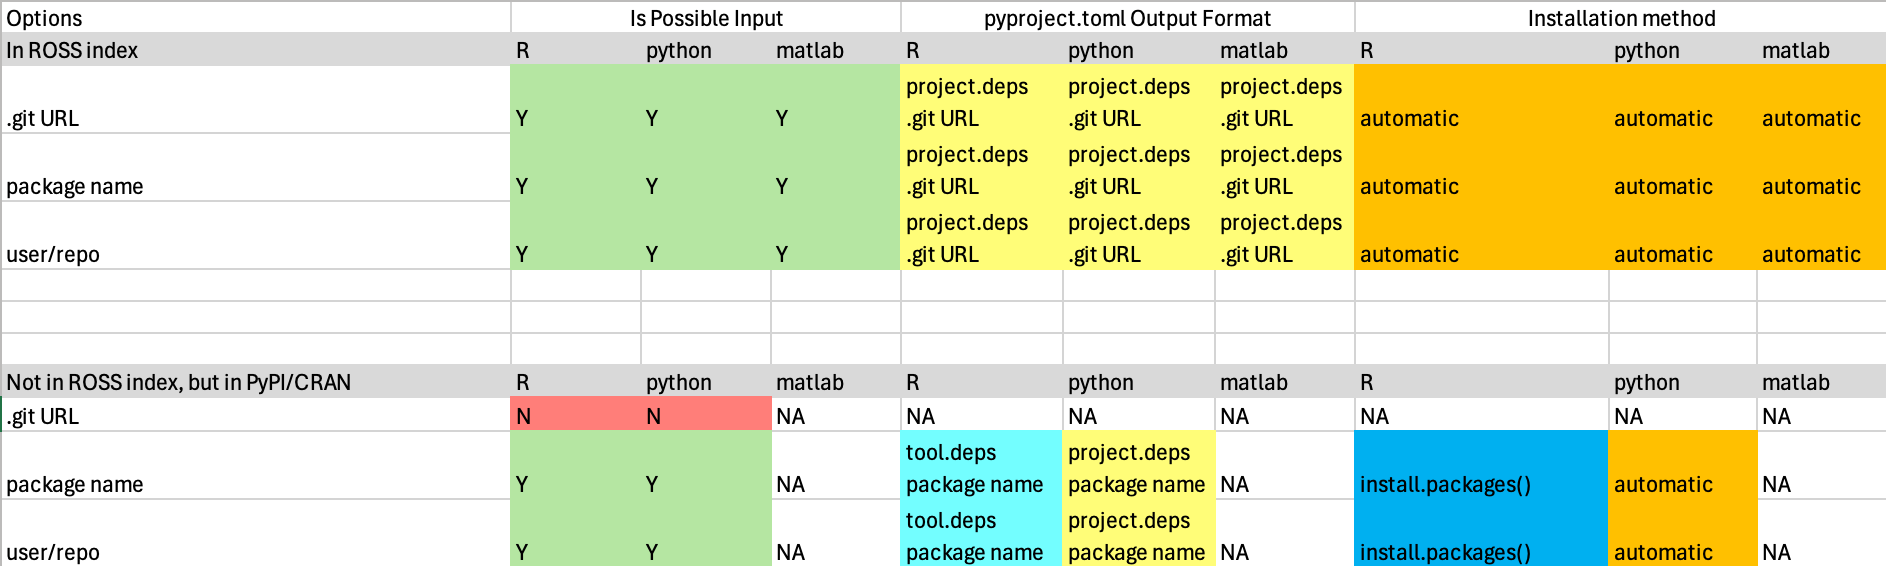 Options Is Possible Input pyproject.toml Output Format Installation method
In ROSS index R python matlab R python matlab R python matlab
project.deps project.deps project.deps
.git URL Y Y Y .git URL .git URL .git URL automatic automatic automatic
project.deps project.deps project.deps
package name Y Y Y .git URL .git URL .git URL automatic automatic automatic
project.deps project.deps project.deps
user/repo Y Y Y .git URL .git URL .git URL automatic automatic automatic
Not in ROSS index, but in PyPI/CRAN R python matlab R python matlab R python matlab
.git URL N N NA NA NA NA NA NA NA
tool.deps project.deps
package name Y Y NA package name package name NA install.packages() automatic NA
tool.deps project.deps
user/repo Y Y NA package name package name NA install.packages() automatic NA